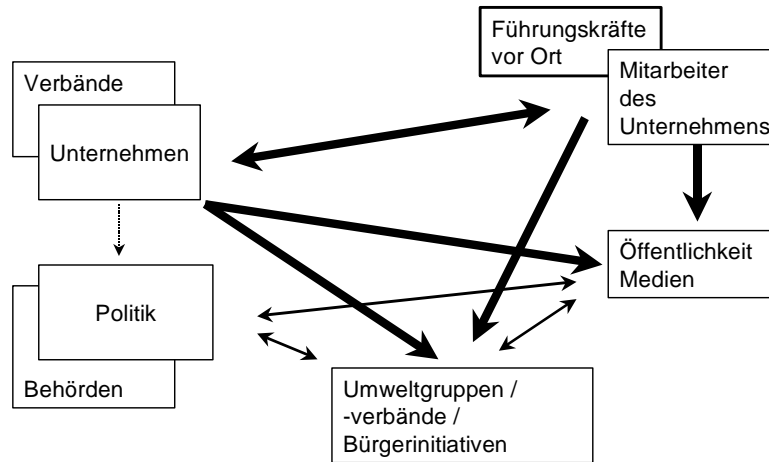 Führungskräfte
vor Ort
Verbände
Mitarbeiter
des
Unternehmens
Unternehmen
Öffentlichkeit
Medien
Politik
Behörden
Umweltgruppen /
-verbände /
Bürgerinitiativen